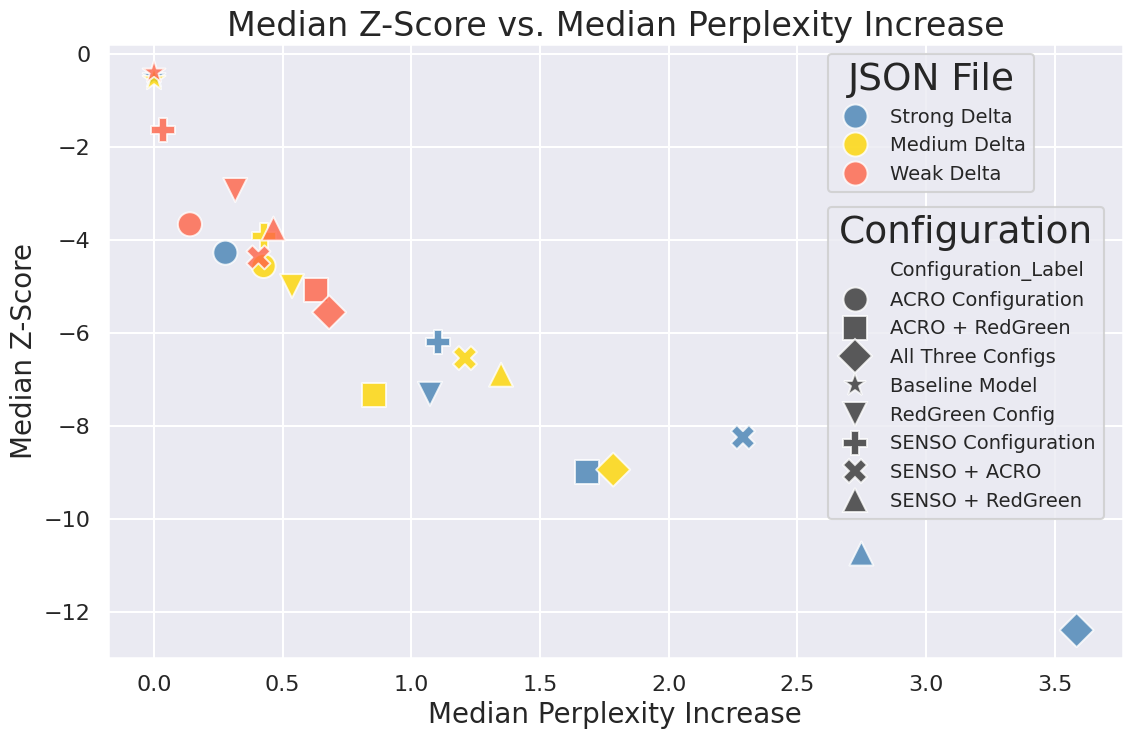 Median Z-Score vs. Median Perplexity Increase
0
−2
−4
−6
−8
−10
−12
Median Z-Score
JSON File
Strong Delta
Medium Delta
Weak Delta
Configuration
Configuration_Label
ACRO Configuration
ACRO + RedGreen
All Three Configs
Baseline Model
RedGreen Config
SENSO Configuration
SENSO + ACRO
SENSO + RedGreen
0.0 0.5 1.0 1.5 2.0 2.5 3.0 3.5
Median Perplexity Increase